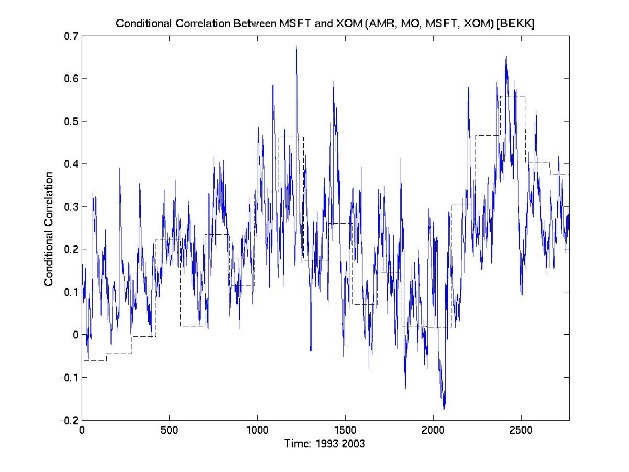 Conditional Correlation Between MSFT and XOM (AMR, MO, MSFT, XOM) [BEKK]
0.7
0.6
0.5
0.4
0.3
0.2
0.1
0
-0.1
-0.2
Conditional Correlation
0 500 1000 1500 2000 2500
Time: 1993 2003